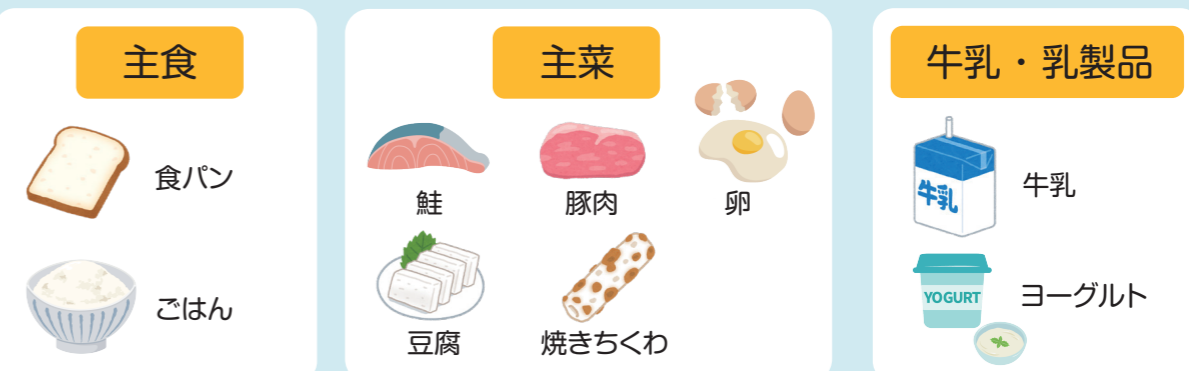 主食
食パン
ごはん
主菜
鮭
豚肉
卵
豆腐
焼きちくわ
牛乳・乳製品
牛乳
牛乳
YOGURT
ヨーグルト